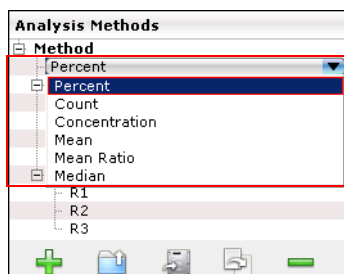 Analysis Methods
Method
Percent
Percent
Count
Concentration
Mean
Mean Ratio
Median
R1
R2
R3